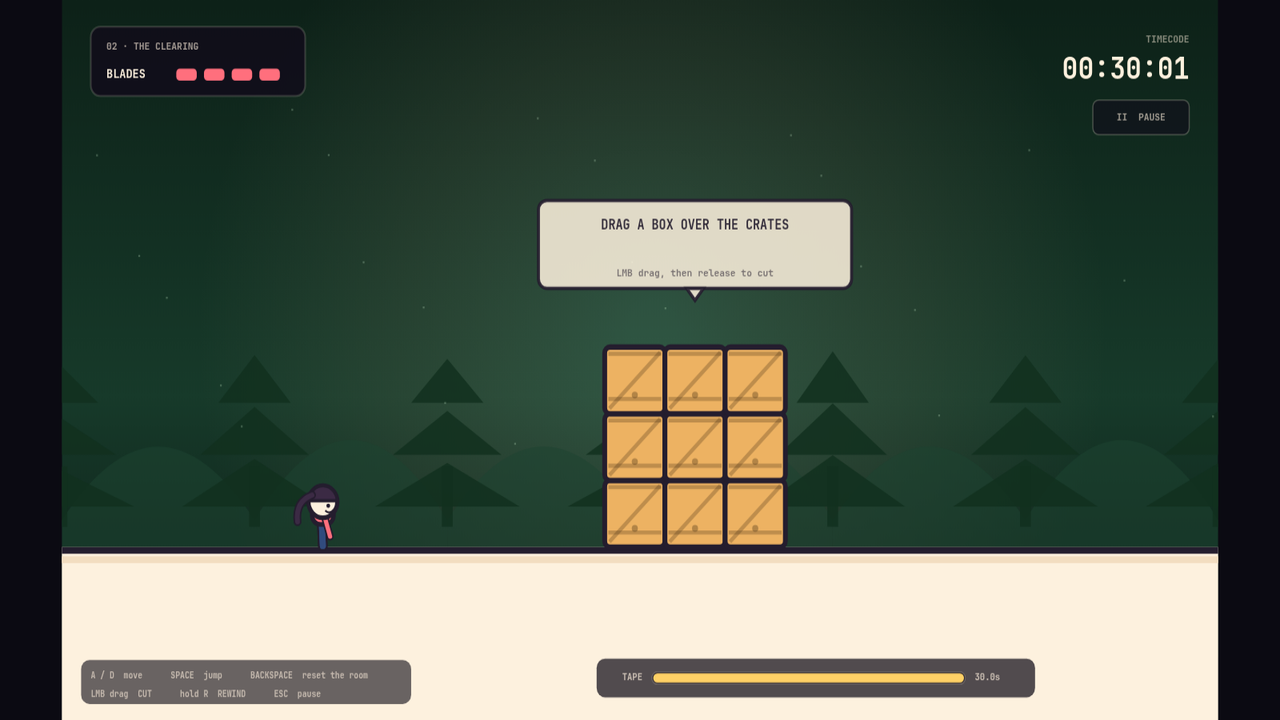 02 · THE CLEARING
BLADES
TIMECODE
00:30:01
II PAUSE
DRAG A BOX OVER THE CRATES
LMB drag, then release to cut
A / D move SPACE jump BACKSPACE reset the room
LMB drag CUT hold R REWIND ESC pause
TAPE 30.0s